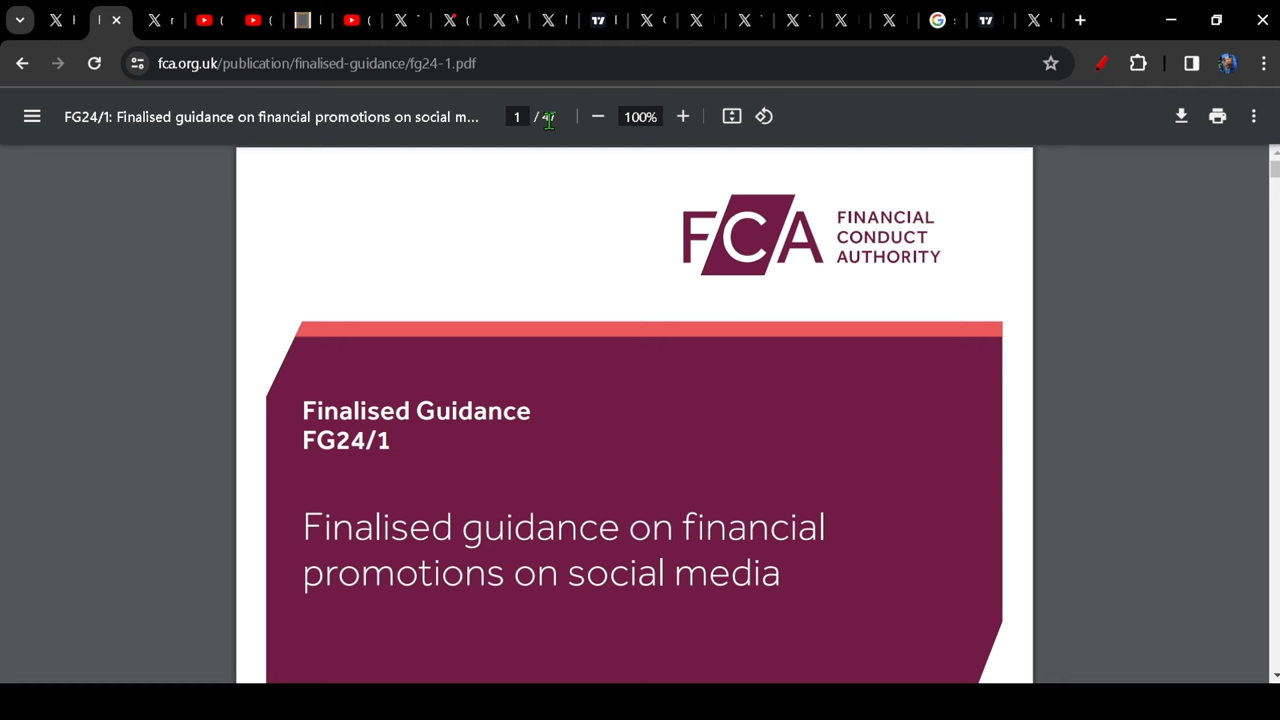 fca.org.uk/publication/finalised-guidance/fg24-1.pdf
FG24/1: Finalised guidance on financial promotions on social m...
1 /
100%
FCA
FINANCIAL
CONDUCT
AUTHORITY
Finalised Guidance
FG24/1
Finalised guidance on financial
promotions on social media